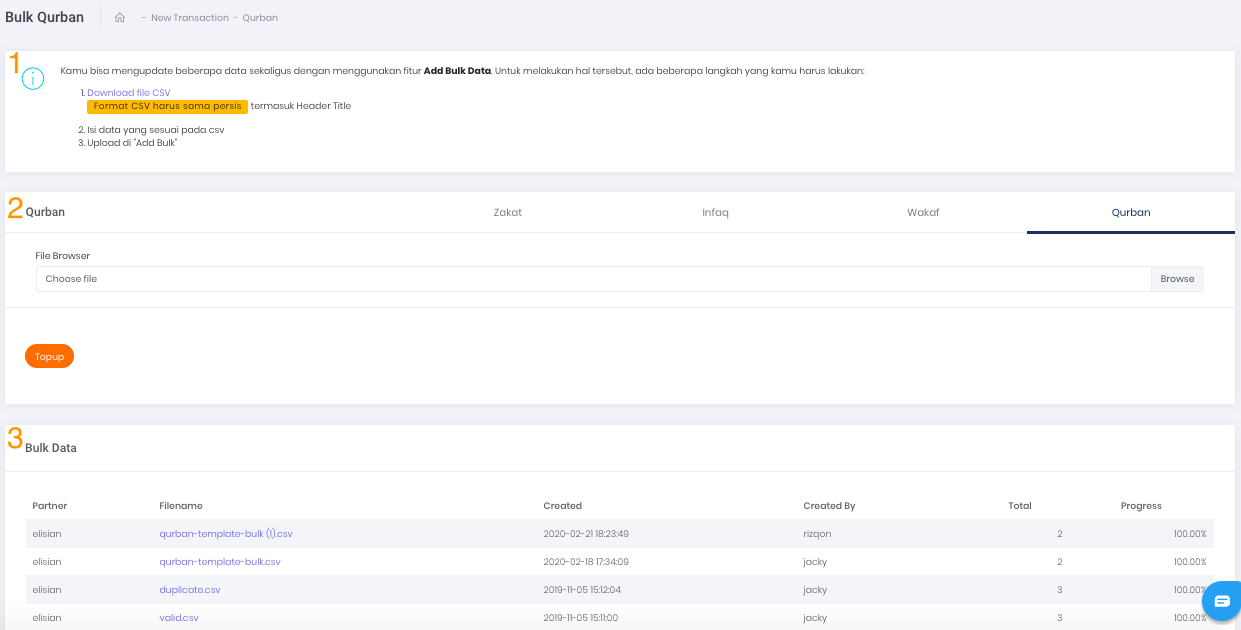 Bulk Qurban - New Transaction - Qurban
1
Kamu bisa mengupdate beberapa data sekaligus dengan menggunakan fitur Add Bulk Data. Untuk melakukan hal tersebut, ada beberapa langkah yang kamu harus lakukan:
1. Download file CSV
Format CSV harus sama persis termasuk Header Title
2. Isi data yang sesuai pada csv
3. Upload di "Add Bulk"
2 Qurban Zakat Infaq Wakaf Qurban
File Browser
Choose file Browse
Topup
3 Bulk Data
Partner Filename Created Created By Total Progress
elisian qurban-template-bulk (1).csv 2020-02-21 18:23:49 rizqon 2 100.00%
elisian qurban-template-bulk.csv 2020-02-18 17:34:09 jacky 2 100.00%
elisian duplicate.csv 2019-11-05 15:12:04 jacky 3 100.00%
elisian valid.csv 2019-11-05 15:11:00 jacky 3 100.00%